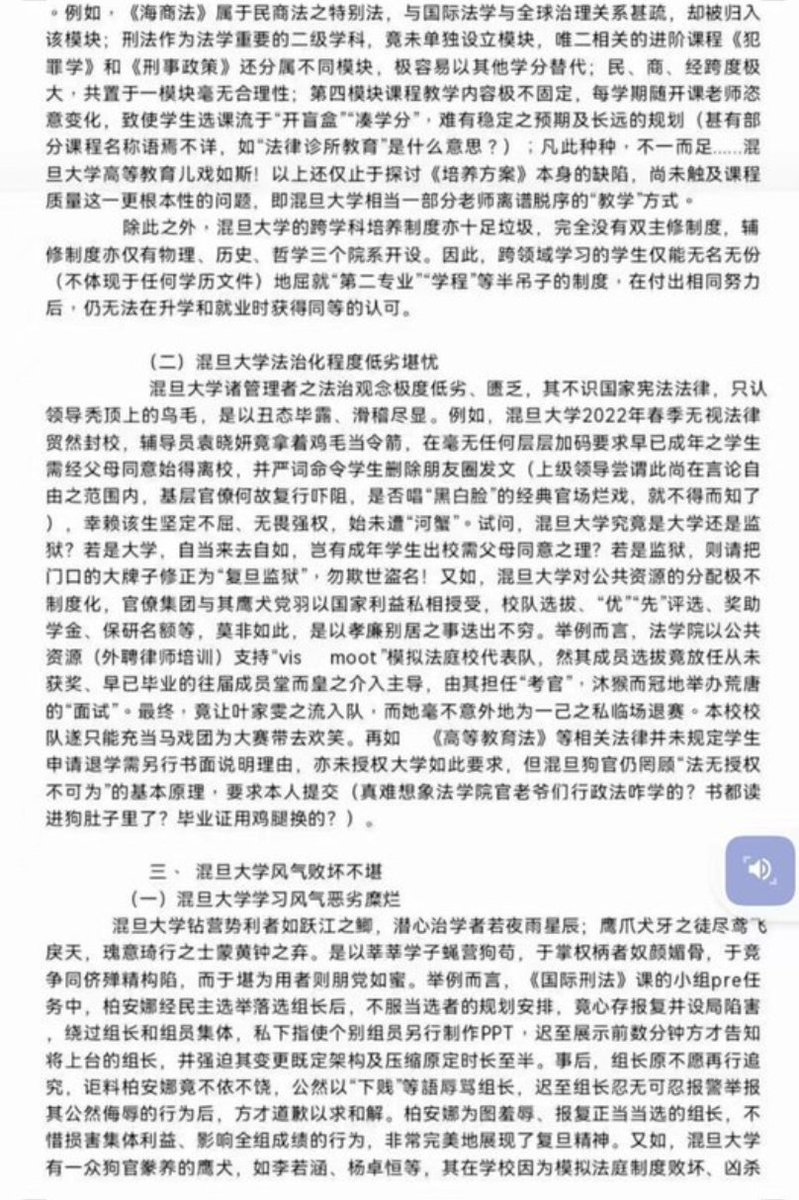 。例如，《海商法》属于民商法之特别法，与国际法学与全球治理关系甚疏，却被归入
该模块；刑法作为法学重要的二级学科，竟未单独设立模块，唯二相关的进阶课程《犯
罪学》和《刑事政策》还分属不同模块，极容易以其他学分替代；民、商、经跨度极
大，共置于一模块毫无合理性；第四模块课程教学内容极不固定，每学期随开课老师恣
意变化，致使学生选课流于“开盲盒”“凑学分”，难有稳定之预期及长远的规划（甚有部
分课程名称语焉不详，如“法律诊所教育”是什么意思？）；凡此种种，不一而足……混
旦大学高等教育儿戏如斯！以上还仅止于探讨《培养方案》本身的缺陷，尚未触及课程
质量这一更根本性的问题，即混旦大学相当一部分老师离谱脱序的“教学”方式。
除此之外，混旦大学的跨学科培养制度亦十足垃圾，完全没有双主修制度，辅
修制度亦仅有物理、历史、哲学三个院系开设。因此，跨领域学习的学生仅能无名无份
（不体现于任何学历文件）地屈就“第二专业”“学程”等半吊子的制度，在付出相同努力
后，仍无法在升学和就业时获得同等的认可。
（二）混旦大学法治化程度低劣堪忧
混旦大学诸管理者之法治观念极度低劣、匮乏，其不识国家宪法法律，只认
领导秃顶上的鸟毛，是以丑态毕露、滑稽尽显。例如，混旦大学2022年春季无视法律
贸然封校，辅导员袁晓妍竟拿着鸡毛当令箭，在毫无任何层层加码要求早已成年之学生
需经父母同意始得离校，并严词命令学生删除朋友圈发文（上级领导尝谓此尚在言论自
由之范围内，基层官僚何故复行吓阻，是否唱“黑白脸”的经典官场烂戏，就不得而知了
），幸赖该生坚定不屈、无畏强权，始未遭“河蟹”。试问，混旦大学究竟是大学还是监
狱？若是大学，自当来去自如，岂有成年学生出校需父母同意之理？若是监狱，则请把
门口的大牌子修正为“复旦监狱”，勿欺世盗名！又如，混旦大学对公共资源的分配极不
制度化，官僚集团与其鹰犬党羽以国家利益私相授受，校队选拔、“优”“先”评选、奖助
学金、保研名额等，莫非如此，是以孝廉别居之事迭出不穷。举例而言，法学院以公共
资源（外聘律师培训）支持“vis moot”模拟法庭校代表队，然其成员选拔竟放任从未
获奖、早已毕业的往届成员堂而皇之介入主导，由其担任“考官”，沐猴而冠地举办荒唐
的“面试”。最终，竟让叶家雯之流入队，而她毫不意外地为一己之私临场退赛。本校校
队遂只能充当马戏团为大赛带去欢笑。再如 《高等教育法》等相关法律并未规定学生
申请退学需另行书面说明理由，亦未授权大学如此要求，但混旦狗官仍罔顾“法无授权
不可为”的基本原理，要求本人提交（真难想象法学院官老爷们行政法咋学的？书都读
进狗肚子里了？毕业证用鸡腿换的？）。
三、 混旦大学风气败坏不堪
（一）混旦大学学习风气恶劣糜烂
混旦大学钻营势利者如跃江之鲫，潜心治学者若夜雨星辰；鹰爪犬牙之徒尽鸢飞
戾天，瑰意琦行之士蒙黄钟之弃。是以莘莘学子蝇营狗苟，于掌权柄者奴颜媚骨，于竞
争同侪殚精构陷，而于堪为用者则朋党如蜜。举例而言，《国际刑法》课的小组pre任
务中，柏安娜经民主选举落选组长后，不服当选者的规划安排，竟心存报复并设局陷害
，绕过组长和组员集体，私下指使个别组员另行制作PPT，迟至展示前数分钟方才告知
将上台的组长，并强迫其变更既定架构及压缩原定时长至半。事后，组长原不愿再行追
究，讵料柏安娜竟不依不饶，公然以“下贱”等語辱骂组长，迟至组长忍无可忍报警举报
其公然侮辱的行为后，方才道歉以求和解。柏安娜为图羞辱、报复正当当选的组长，不
惜损害集体利益、影响全组成绩的行为，非常完美地展现了复旦精神。又如，混旦大学
有一众狗官豢养的鹰犬，如李若涵、杨卓恒等，其在学校因为模拟法庭制度败坏、凶杀